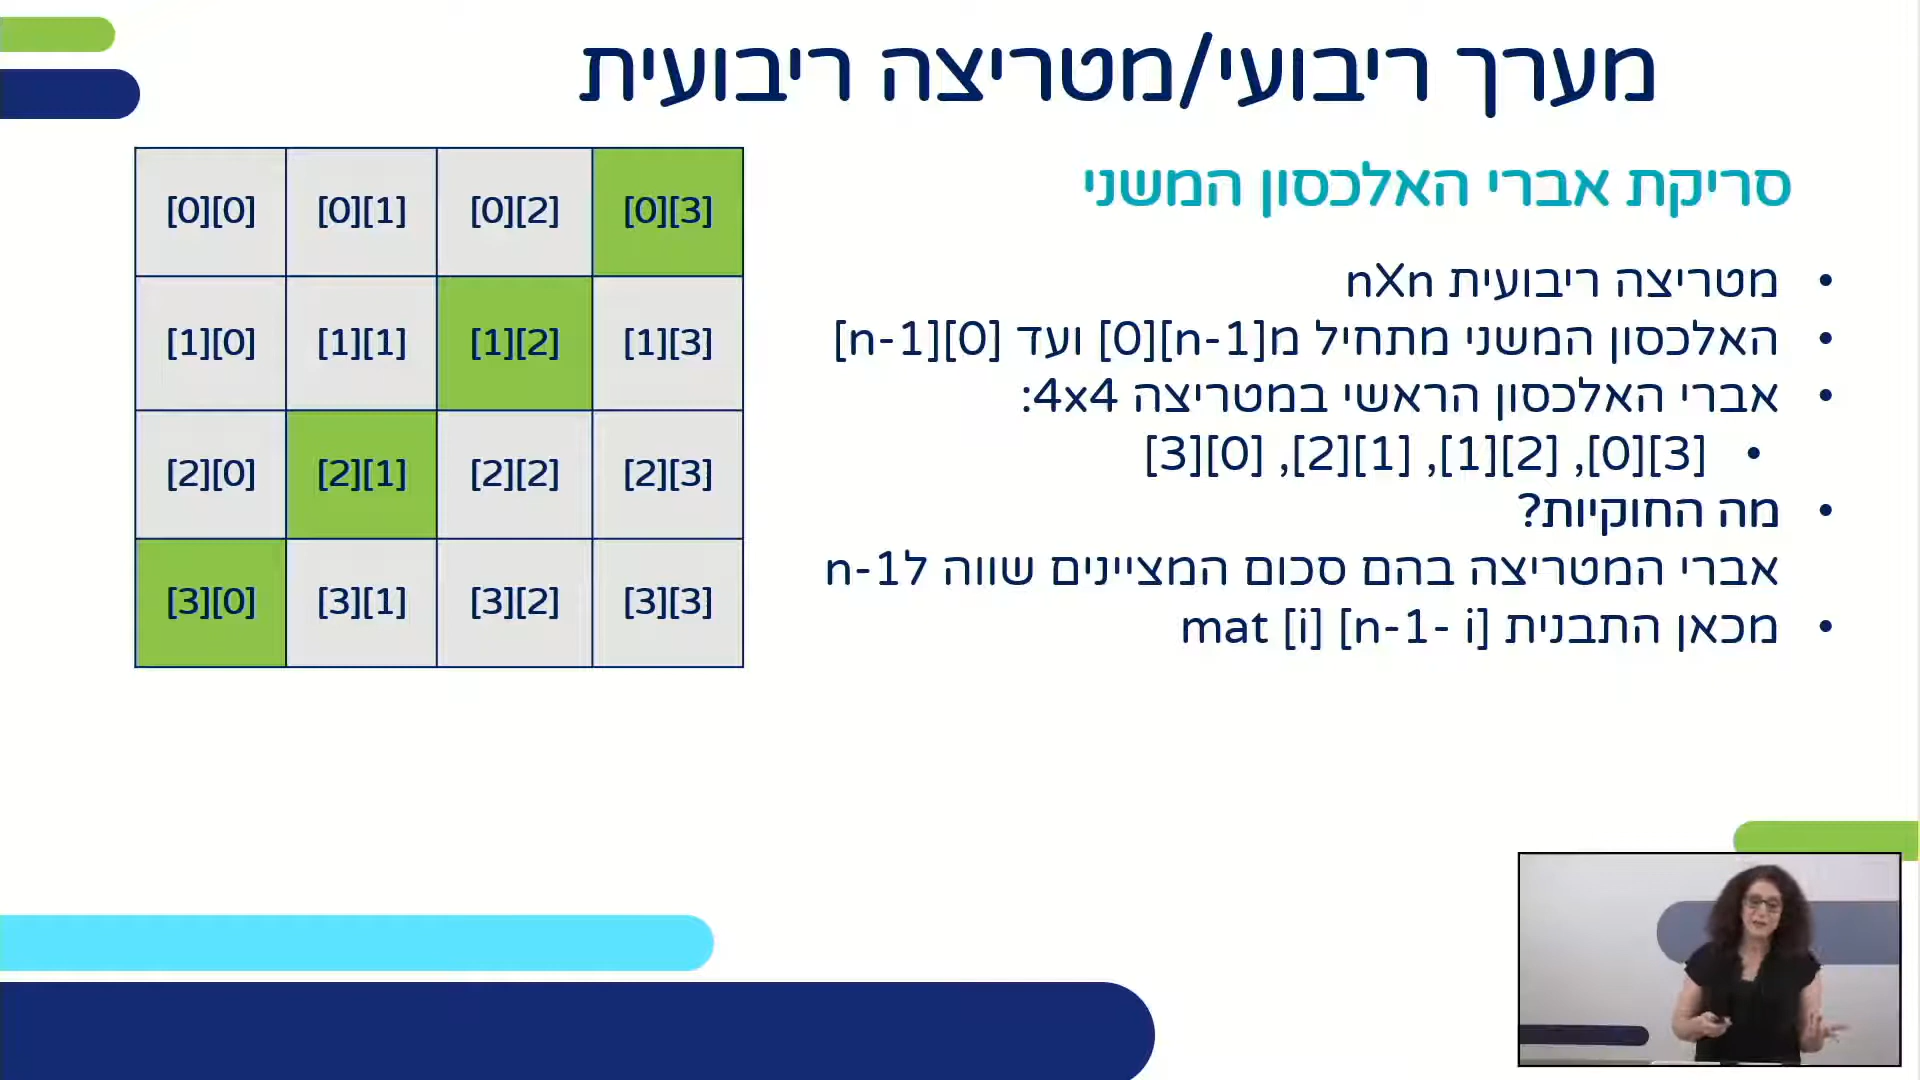 מערך ריבועי/מטריצה ריבועית
סריקת אברי האלכסון המשני
• מטריצה ריבועית nXn
• האלכסון המשני מתחיל מ[0][n-1] ועד [n-1][0]
• אברי האלכסון הראשי במטריצה 4x4:
• [0][3], [1][2], [2][1], [3][0]
• מה החוקיות?
אברי המטריצה בהם סכום המציינים שווה ל1-n
• מכאן התבנית mat [i] [n-1- i]
[0][0] [0][1] [0][2] [0][3]
[1][0] [1][1] [1][2] [1][3]
[2][0] [2][1] [2][2] [2][3]
[3][0] [3][1] [3][2] [3][3]